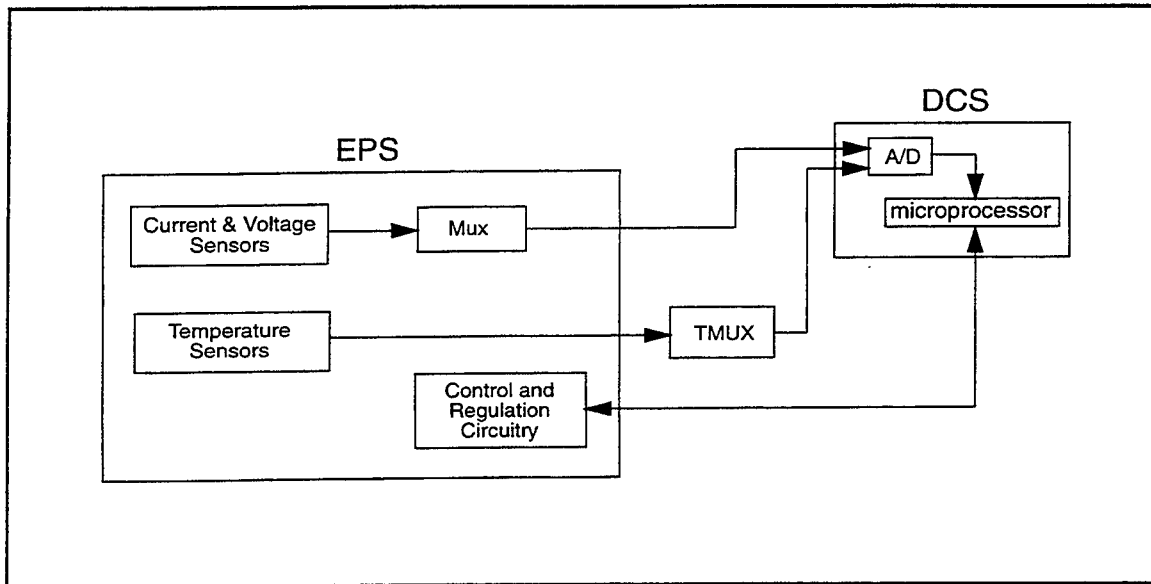 DCS
EPS
A/D
microprocessor
Current & Voltage
Sensors
Mux
Temperature
Sensors
TMUX
Control and
Regulation
Circuitry